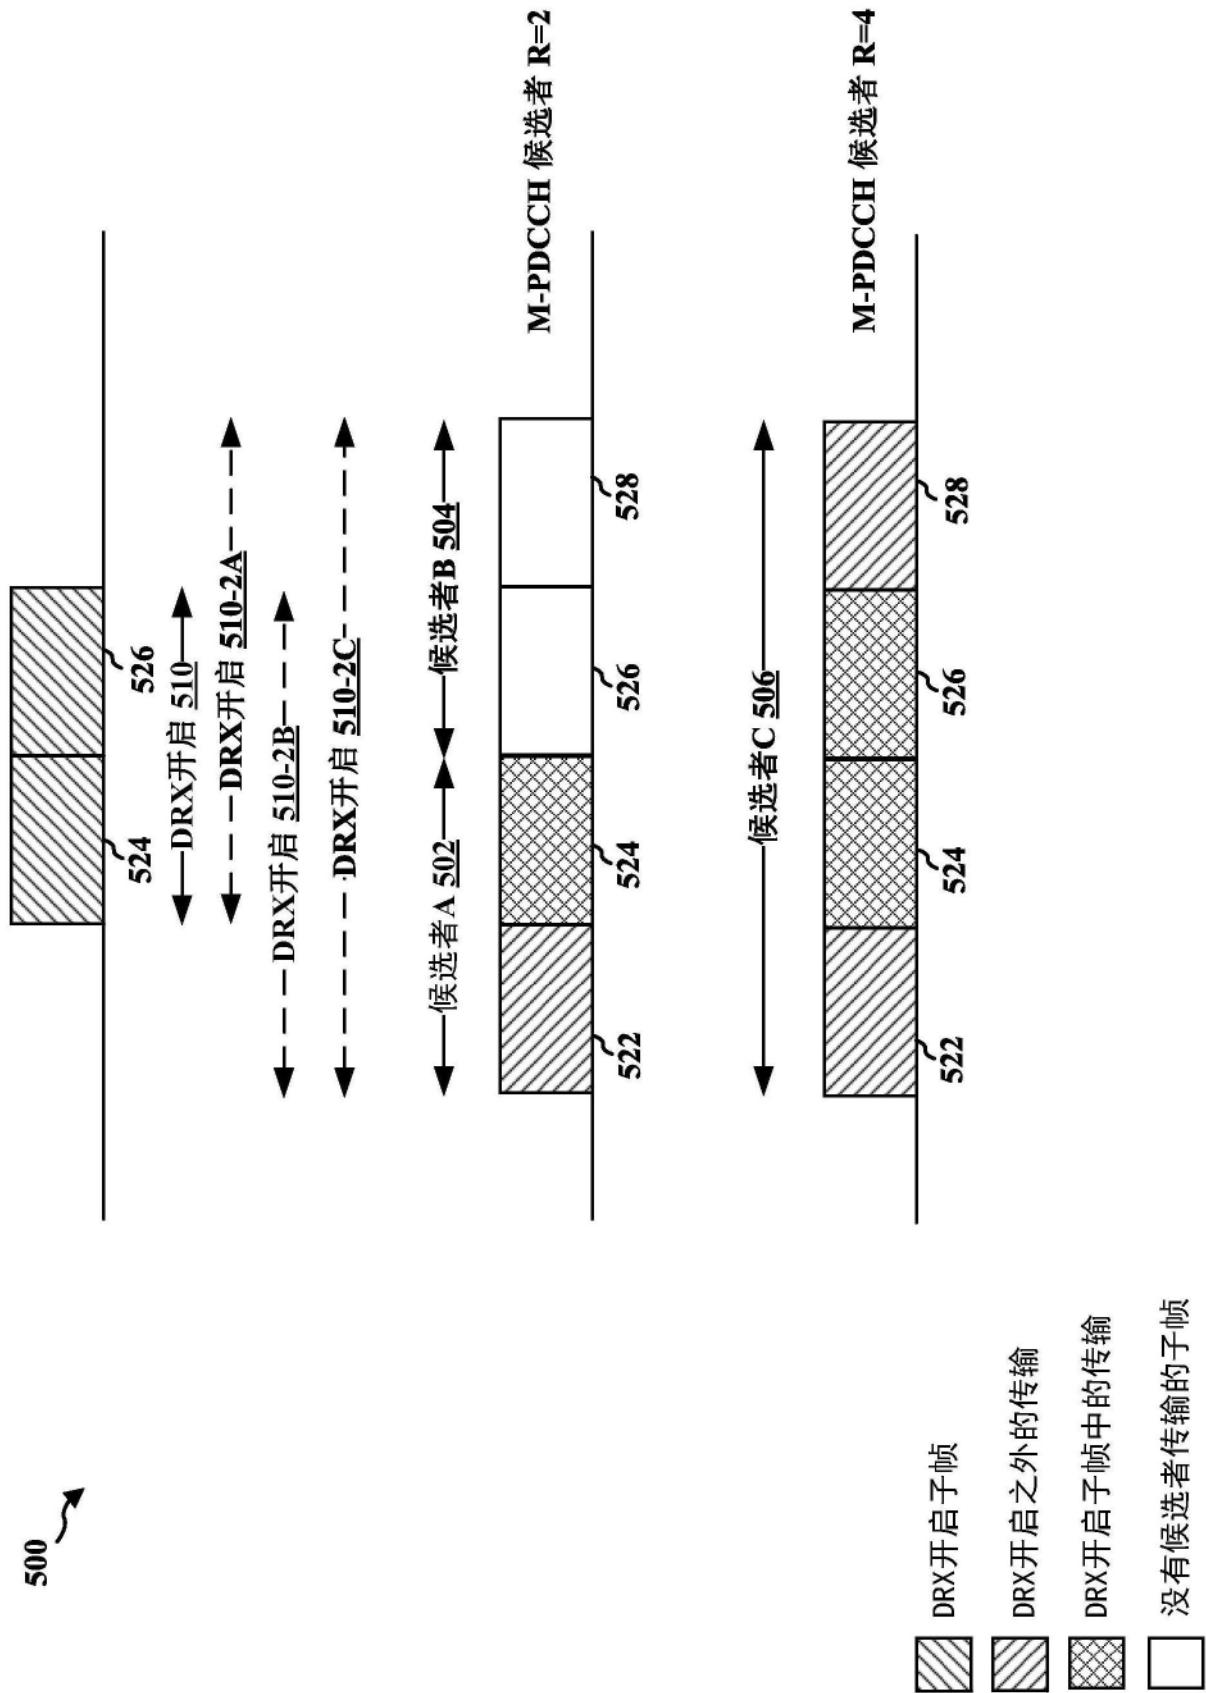 500
524
526
DRX开启 510
DRX开启 510-2A
DRX开启 510-2B
DRX开启 510-2C
候选者A 502
候选者B 504
M-PDCCH 候选者 R=2
522
524
526
528
候选者C 506
M-PDCCH 候选者 R=4
522
524
526
528
DRX开启子帧
DRX开启之外的传输
DRX开启子帧中的传输
没有候选者传输的子帧